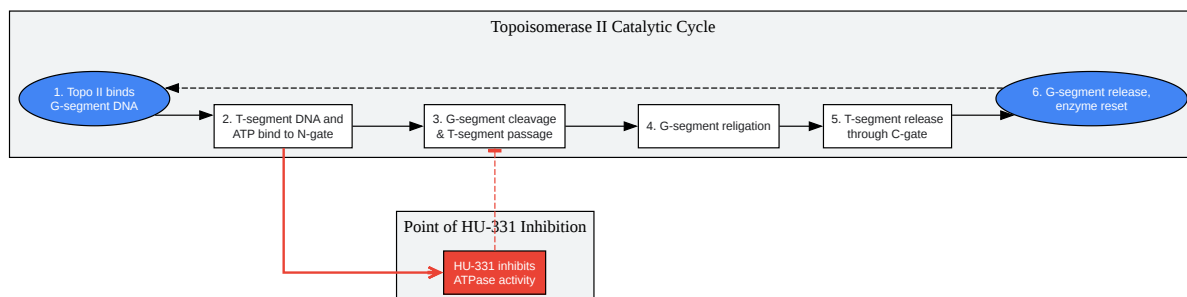 Topoisomerase II Catalytic Cycle
1. Topo II binds
G-segment DNA
2. T-segment DNA and
ATP bind to N-gate
3. G-segment cleavage
& T-segment passage
4. G-segment religation
5. T-segment release
through C-gate
6. G-segment release,
enzyme reset
Point of HU-331 Inhibition
HU-331 inhibits
ATPase activity